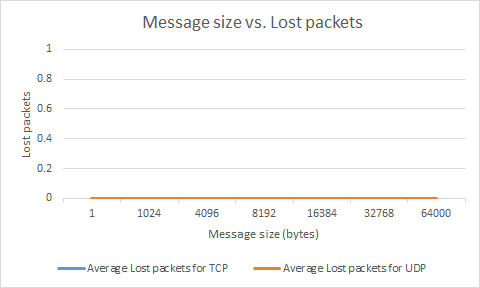 Message size vs. Lost packets
1
0.8
0.6
0.4
0.2
0
Lost packets
1 1024 4096 8192 16384 32768 64000
Message size (bytes)
Average Lost packets for TCP Average Lost packets for UDP